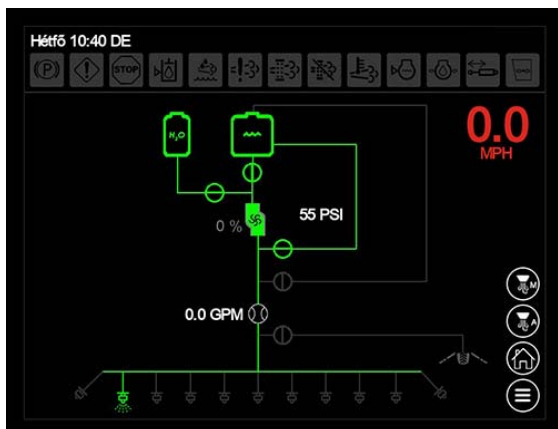 Hétfő 10:40 DE
P
STOP
0.0
MPH
H₂O
55 PSI
0 %
M
0.0 GPM
A